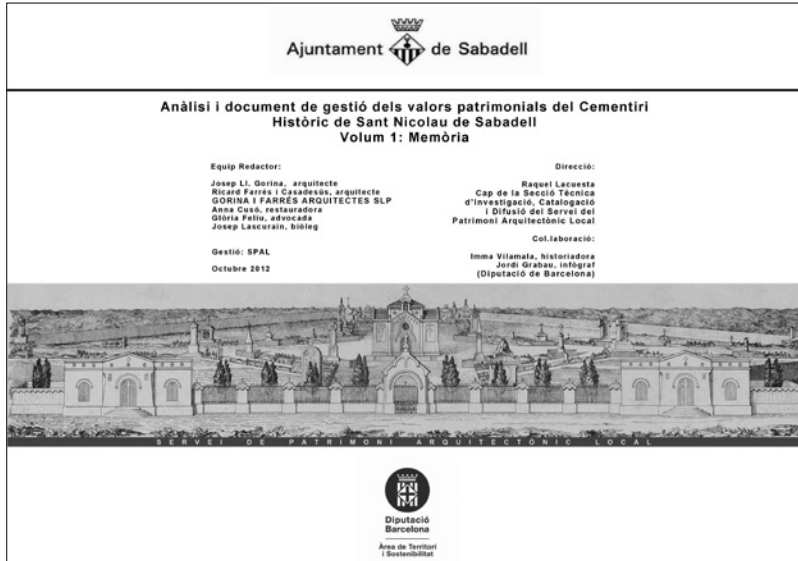 Ajuntament de Sabadell
Anàlisi i document de gestió dels valors patrimonials del Cementiri
Històric de Sant Nicolau de Sabadell
Volum 1: Memòria
Equip Redactor:
Josep Ll. Gorina, arquitecte
Ricard Farrés i Casadesús, arquitecte
GORINA I FARRÉS ARQUITECTES SLP
Anna Cusó, restauradora
Glòria Feliu, advocada
Josep Lascurain, biòleg
Gestió: SPAL
Octubre 2012
Direcció:
Raquel Lacuesta
Cap de la Secció Tècnica
d'Investigació, Catalogació
i Difusió del Servei del
Patrimoni Arquitectònic Local
Col.laboració:
Imma Vilamala, historiadora
Jordi Grabau, infògraf
(Diputació de Barcelona)
SERVEI DE PATRIMONI ARQUITECTÒNIC LOCAL
Diputació
Barcelona
Àrea de Territori
i Sostenibilitat